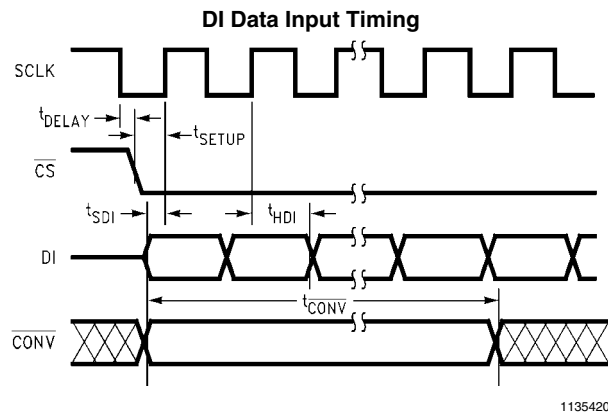 DI Data Input Timing
SCLK
tDELAY
tSETUP
CS
tSDI
tHDI
DI
tCONV
CONV
1135420